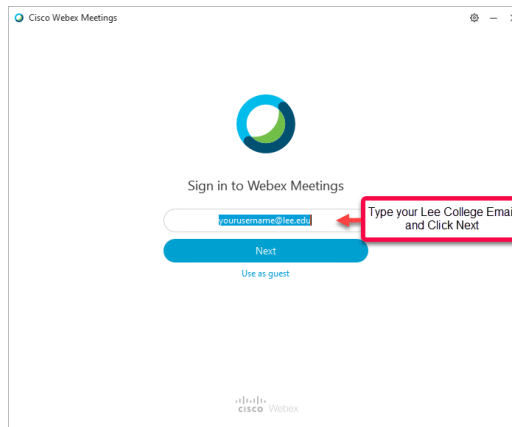 Cisco Webex Meetings
Sign in to Webex Meetings
yourusername@lee.edu
Type your Lee College Email
and Click Next
Next
Use as guest
cisco Webex